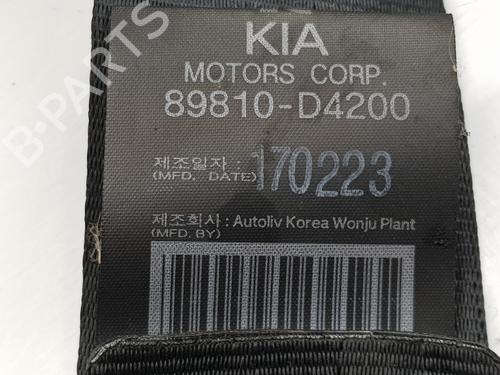 B-PARTS
KIA
MOTORS CORP.
89810-D4200
제조일자 : 170223
(MFD. DATE)
제조회사 : Autoliv Korea Wonju Plant
(MFD. BY)